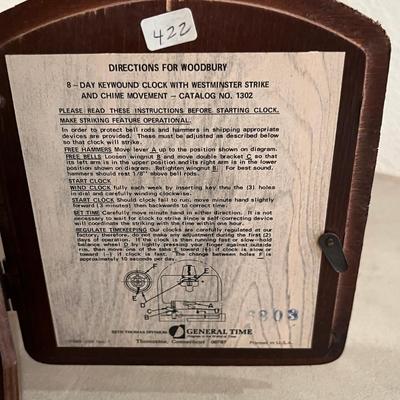 422
DIRECTIONS FOR WOODBURY
8 – DAY KEYWOUND CLOCK WITH WESTMINSTER STRIKE
AND CHIME MOVEMENT – CATALOG NO. 1302
PLEASE READ THESE INSTRUCTIONS BEFORE STARTING CLOCK.
MAKE STRIKING FEATURE OPERATIONAL.
In order to protect bell rods and hammers in shipping appropriate
devices are provided. These must be adjusted as described below
so that clock will strike.
FREE HAMMERS Move lever A up to the position shown on diagram.
FREE BELLS Loosen wingnut B and move double bracket C so that
its left arm is in the upper position and its right arm is in the lower
position shown on diagram. Retighten wingnut B. For best sound,
hammers should rest 1/8" above bell rods.
START CLOCK
WIND CLOCK fully each week by inserting key thru the (3) holes
in dial and carefully winding clockwise.
START CLOCK Should clock fail to run, move minute hand slightly
forward (3 minutes) then backwards to correct time.
SET TIME Carefully move minute hand in either direction. It is not
necessary to wait for clock to strike since a self-correcting device
will coordinate the striking with the time within one hour.
REGULATE TIMEKEEPING Our clocks are carefully regulated at our
factory, therefore, do not make any adjustment during the first (2)
days of operation. If the clock is then running fast or slow–hold
balance wheel D by lightly pressing your finger against outside
rim, then move one of the tabs E toward (+) if clock is slow or
toward (–) if clock is fast. The change between holes F is
approximately 10 seconds per day.
SETH THOMAS DIVISION GENERAL TIME
Progress in the World of Time
Thomaston, Connecticut 06787
Printed in U.S.A.